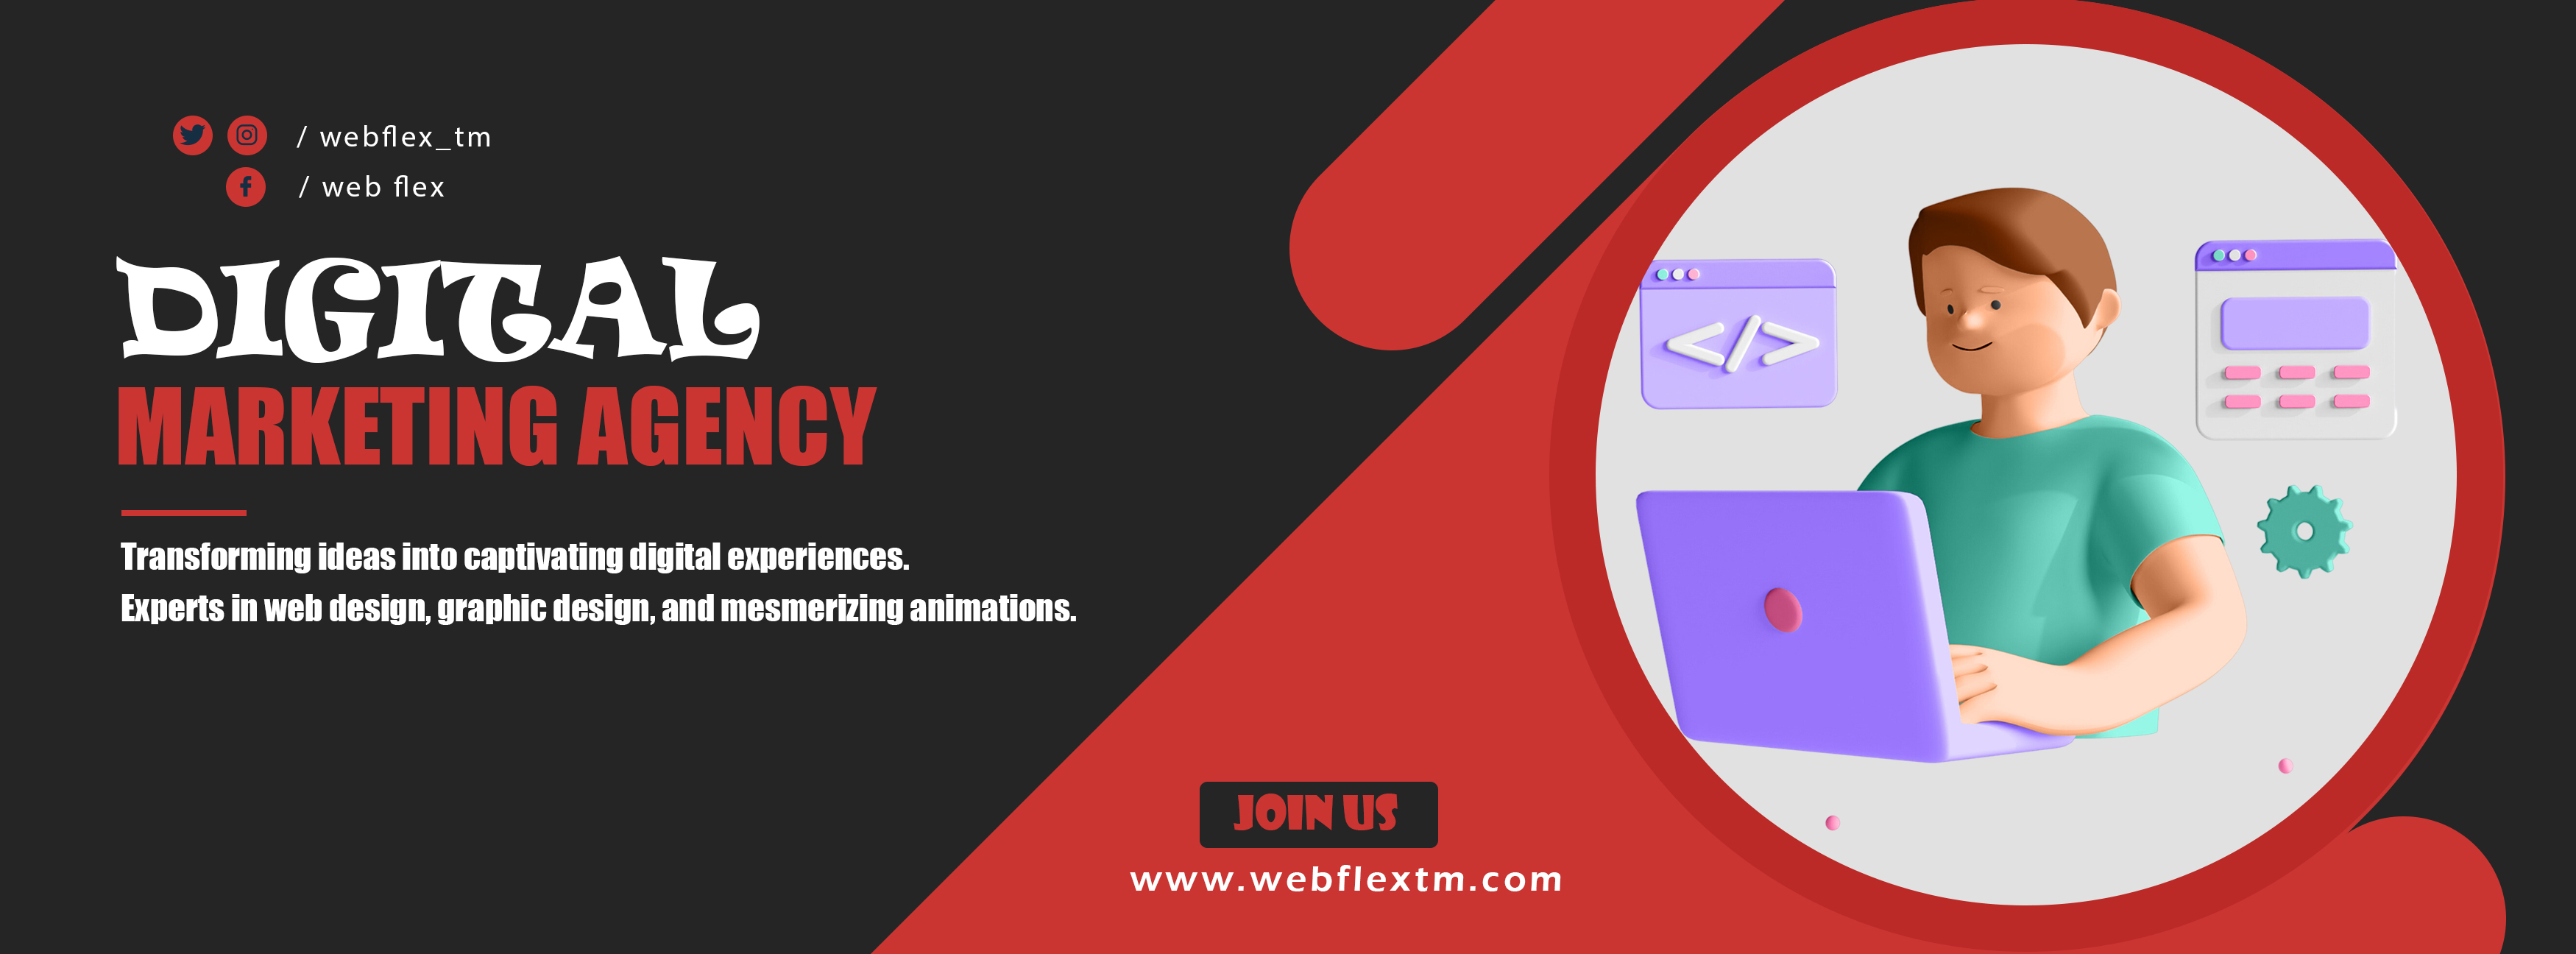 / webflex_tm
/ web flex
DIGITAL
MARKETING AGENCY
Transforming ideas into captivating digital experiences.
Experts in web design, graphic design, and mesmerizing animations.
</>
JOIN US
www.webflextm.com